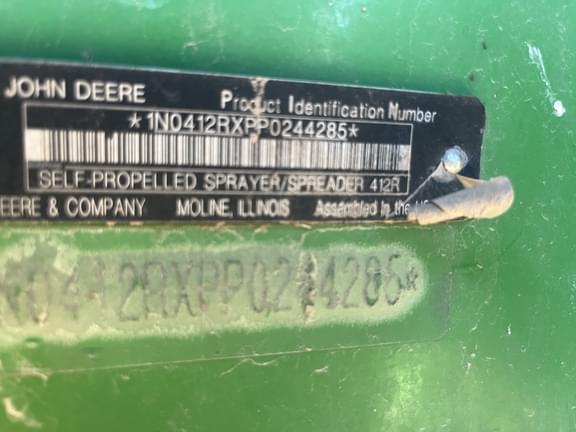 JOHN DEERE
Product Identification Number
*1N0412RXPP0244285*
SELF-PROPELLED SPRAYER/SPREADER 412R
EERE & COMPANY MOLINE, ILLINOIS Assembled in the
N0412RXPP0244285*